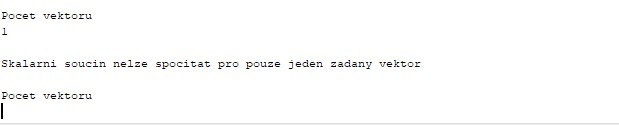 Pocet vektoru
1
Skalarni soucin nelze spocitat pro pouze jeden zadany vektor
Pocet vektoru